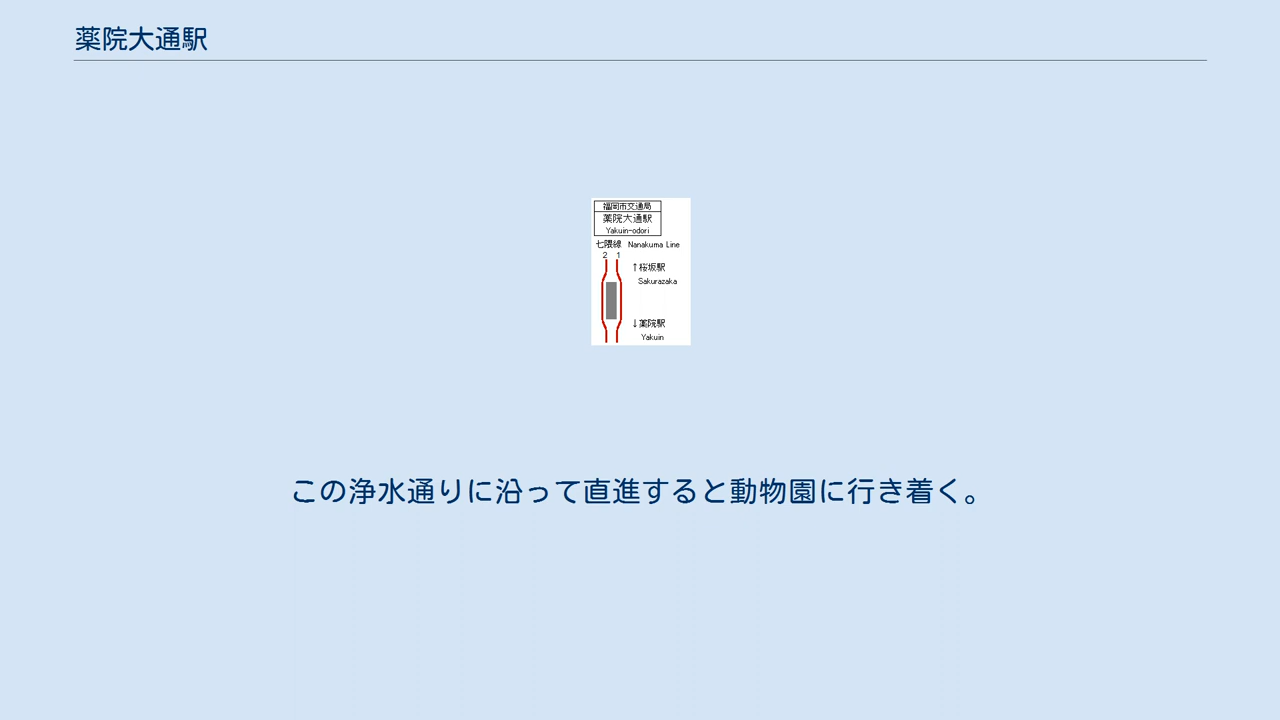 薬院大通駅
福岡市交通局
薬院大通駅
Yakuin-odori
七隈線 Nanakuma Line
2 1
↑桜坂駅
Sakurazaka
↓薬院駅
Yakuin
この浄水通りに沿って直進すると動物園に行き着く。